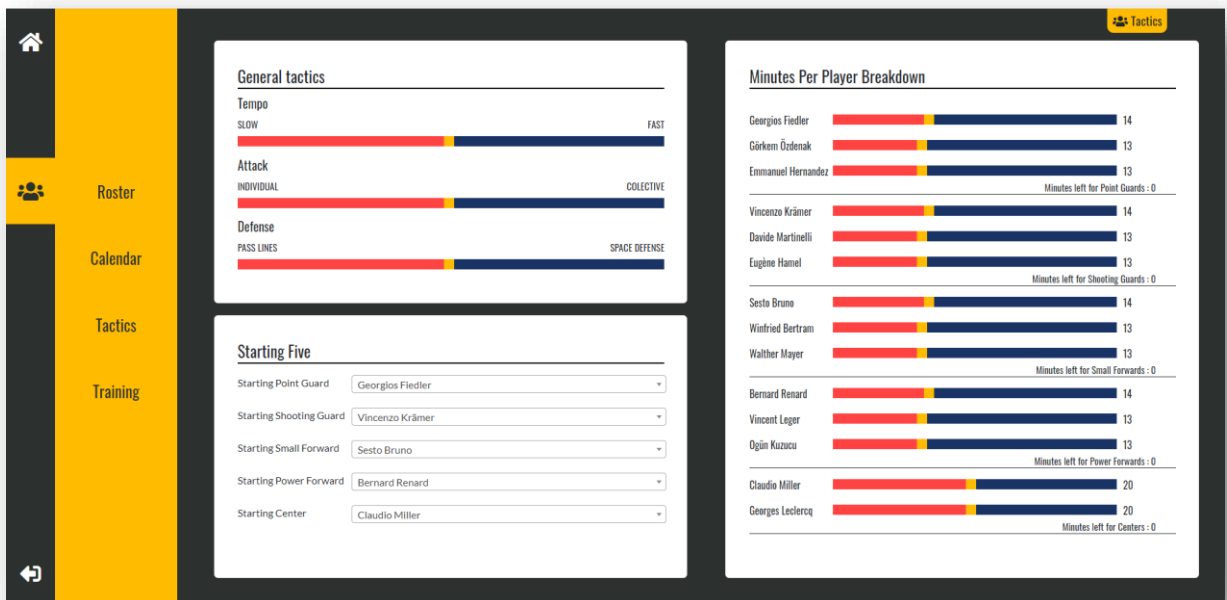 Tactics
Roster
Calendar
Tactics
Training
General tactics
Tempo
SLOW FAST
Attack
INDIVIDUAL COLECTIVE
Defense
PASS LINES SPACE DEFENSE
Starting Five
Starting Point Guard Georgios Fiedler
Starting Shooting Guard Vincenzo Krämer
Starting Small Forward Sesto Bruno
Starting Power Forward Bernard Renard
Starting Center Claudio Miller
Minutes Per Player Breakdown
Georgios Fiedler 14
Görkem Özdenak 13
Emmanuel Hernandez 13
Minutes left for Point Guards : 0
Vincenzo Krämer 14
Davide Martinelli 13
Eugène Hamel 13
Minutes left for Shooting Guards : 0
Sesto Bruno 14
Winfried Bertram 13
Walther Mayer 13
Minutes left for Small Forwards : 0
Bernard Renard 14
Vincent Leger 13
Ogün Kuzucu 13
Minutes left for Power Forwards : 0
Claudio Miller 20
Georges Leclercq 20
Minutes left for Centers : 0